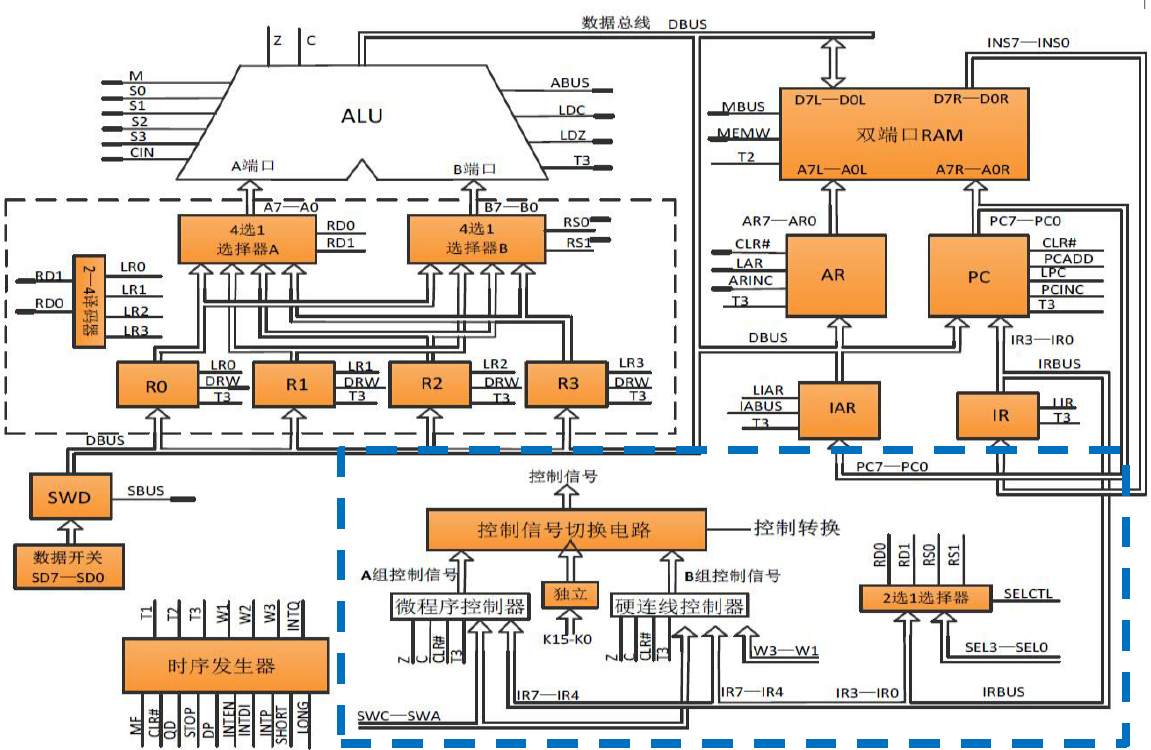 数据总线 DBUS
Z
C
INS7—INS0
M
S0
S1
S2
S3
CIN
ALU
ABUS
LDC
LDZ
T3
A端口
B端口
D7L—D0L
D7R—D0R
双端口RAM
A7L—A0L
A7R—A0R
MBUS
MEMW
T2
A7—A0
B7—B0
4选1
选择器A
RD0
RD1
4选1
选择器B
RS0
RS1
AR7—AR0
PC7—PC0
CLR#
LAR
ARINC
T3
AR
PC
CLR#
PCADD
LPC
PCINC
T3
RD1
RD0
2—4译码器
LR0
LR1
LR2
LR3
DBUS
IR3—IR0
IRBUS
R0
LR0
DRW
T3
R1
LR1
DRW
T3
R2
LR2
DRW
T3
R3
LR3
DRW
T3
LIAR
IABUS
T3
IAR
IR
LIR
T3
DBUS
PC7—PC0
SWD
SBUS
数据开关
SD7—SD0
控制信号
控制信号切换电路
控制转换
A组控制信号
B组控制信号
微程序控制器
独立
硬连线控制器
K15-K0
Z
C
CLR#
T3
Z
C
CLR#
T3
W3—W1
RD0
RD1
RS0
RS1
2选1选择器
SELCTL
SEL3—SEL0
IR7—IR4
IR7—IR4
IR3—IR0
IRBUS
SWC—SWA
T1
T2
T3
W1
W2
W3
INTQ
时序发生器
MF
CLR#
QD
STOP
DP
INTEN
INTDI
INTP
SHORT
LONG